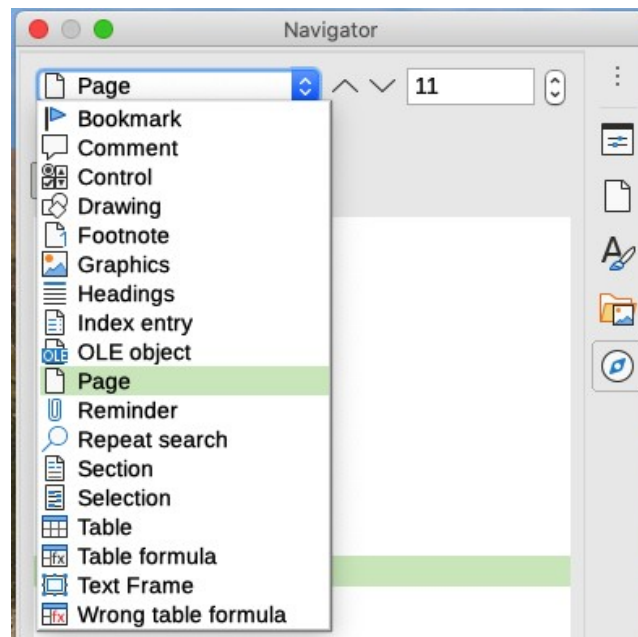 Navigator
Page 11
Bookmark
Comment
Control
Drawing
Footnote
Graphics
Headings
Index entry
OLE object
Page
Reminder
Repeat search
Section
Selection
Table
Table formula
Text Frame
Wrong table formula